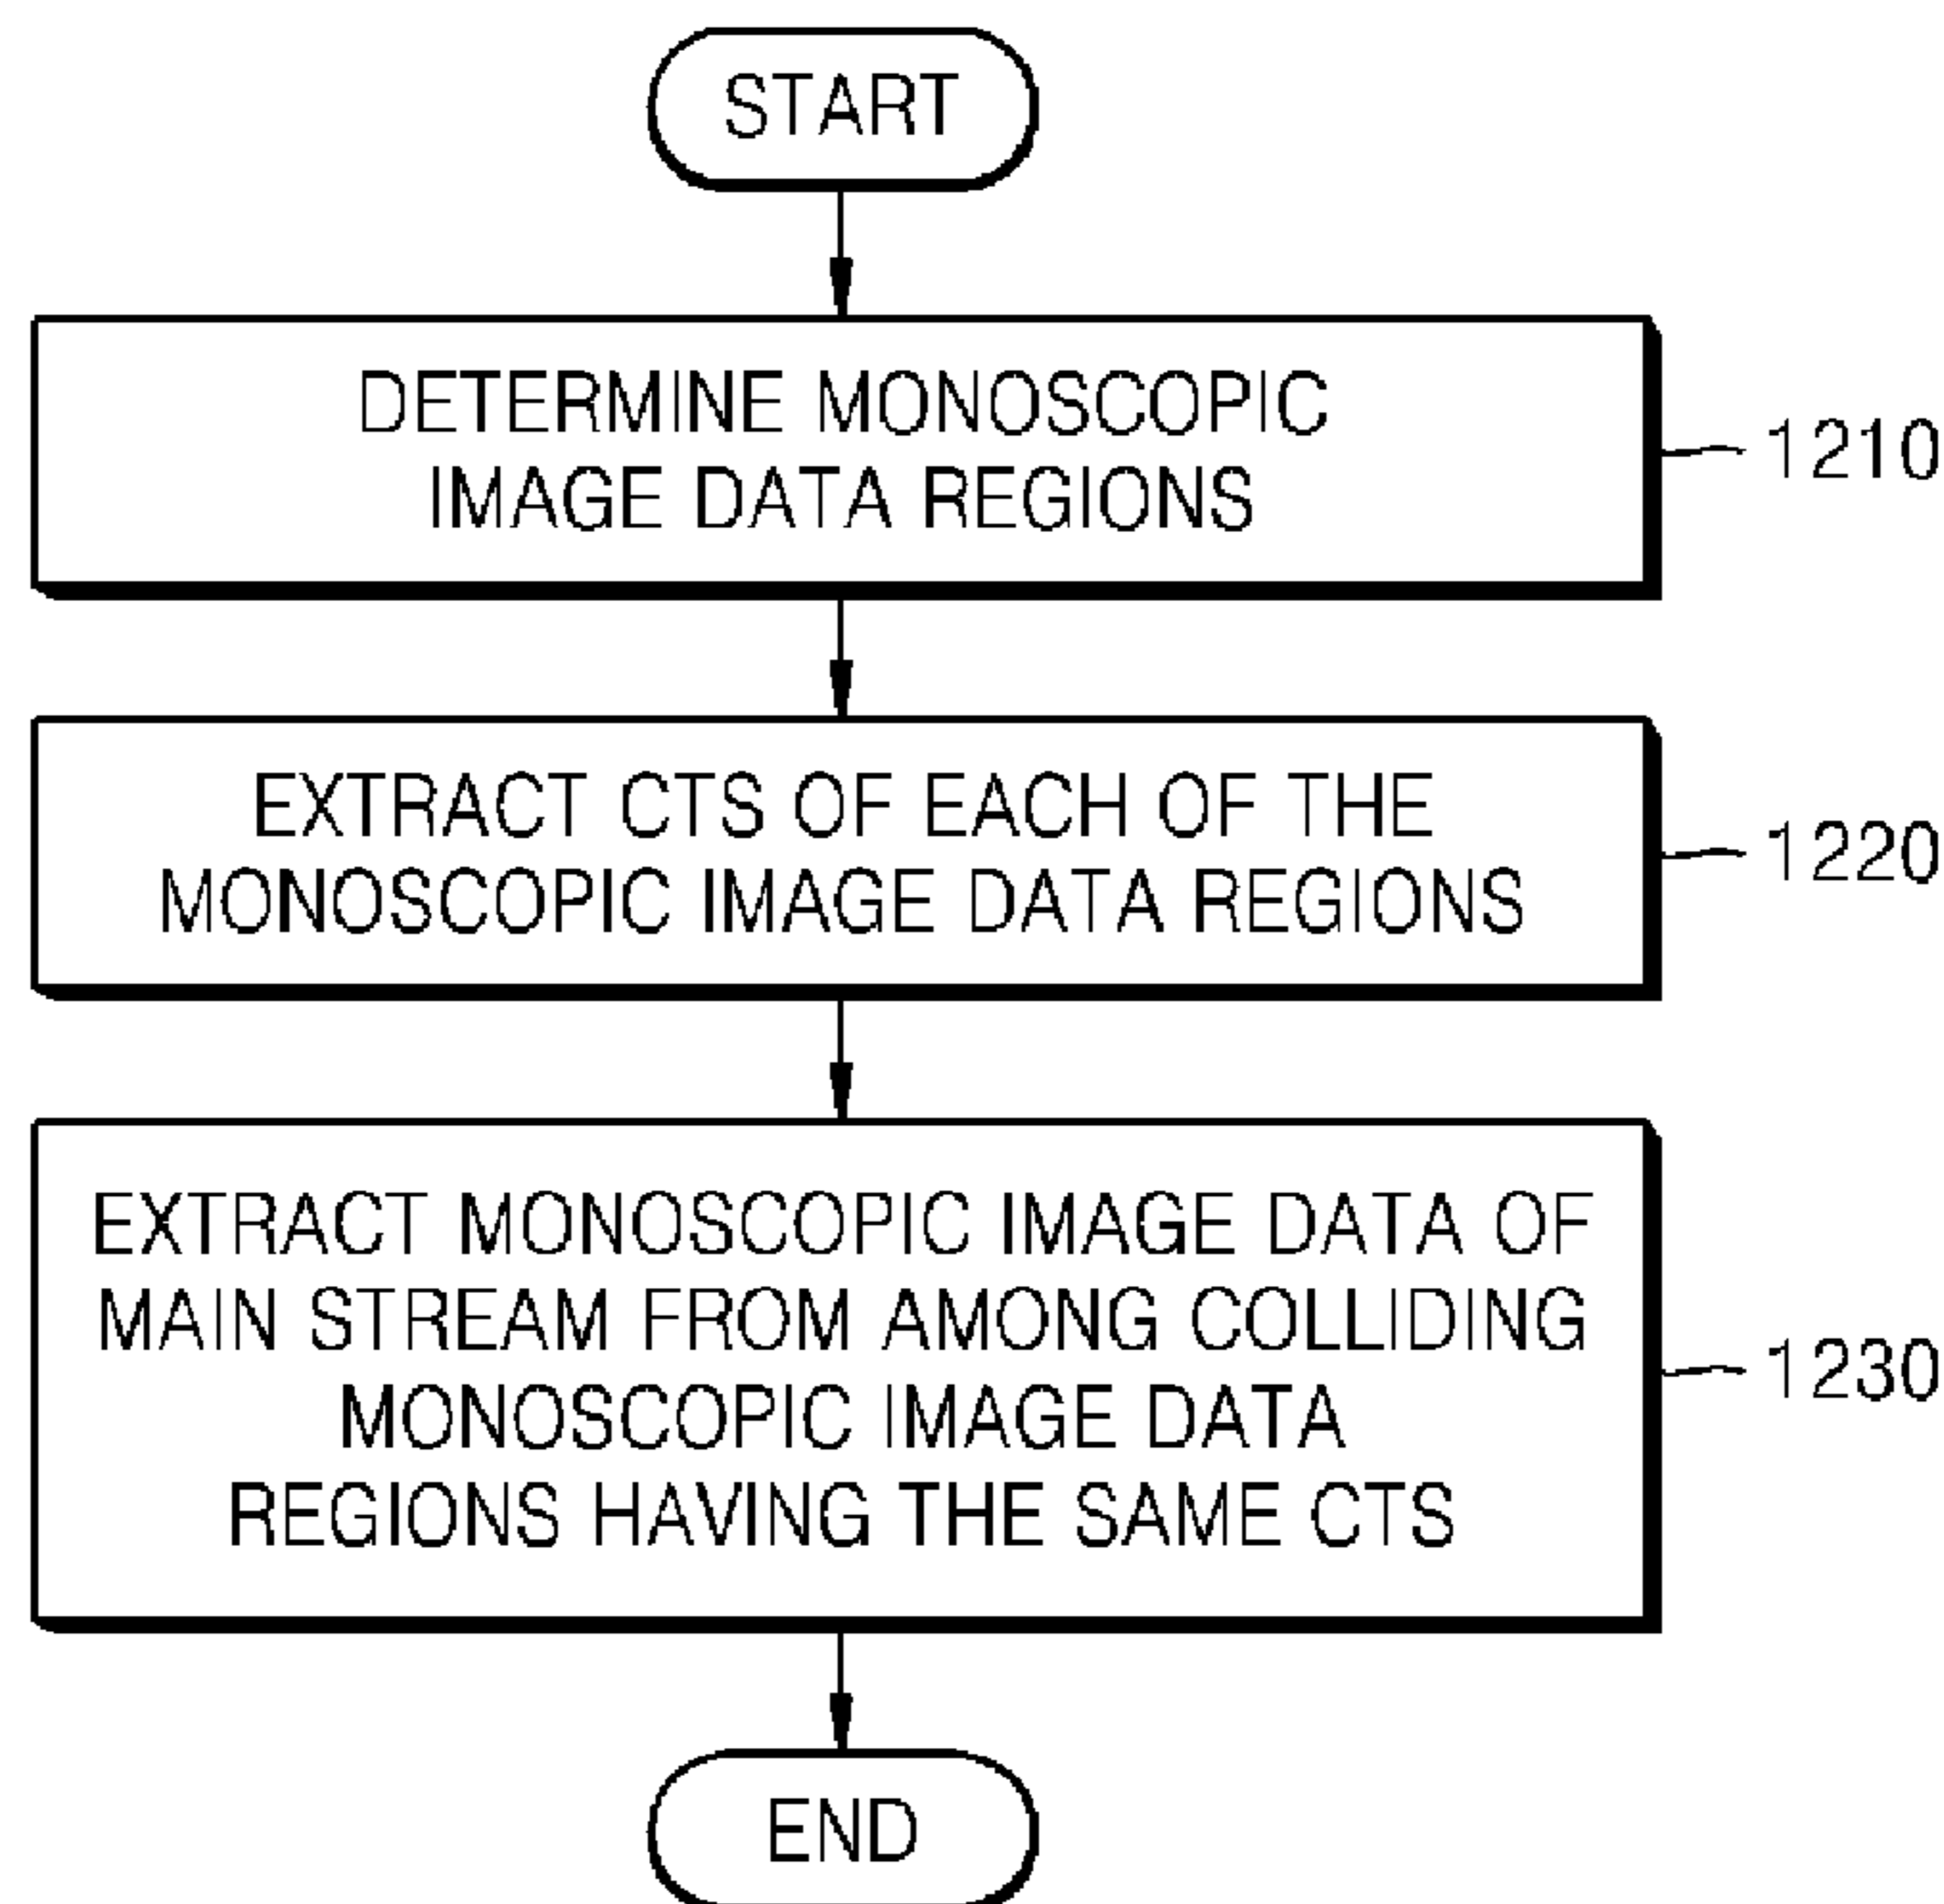 START
DETERMINE MONOSCOPIC
IMAGE DATA REGIONS
1210
EXTRACT CTS OF EACH OF THE
MONOSCOPIC IMAGE DATA REGIONS
1220
EXTRACT MONOSCOPIC IMAGE DATA OF
MAIN STREAM FROM AMONG COLLIDING
MONOSCOPIC IMAGE DATA
REGIONS HAVING THE SAME CTS
1230
END